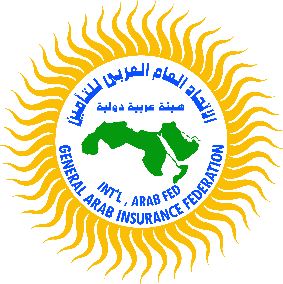 الاتحاد العام العربي للتأمين
هيئة عربية دولية
INT'L , ARAB FED
GENERAL ARAB INSURANCE FEDERATION